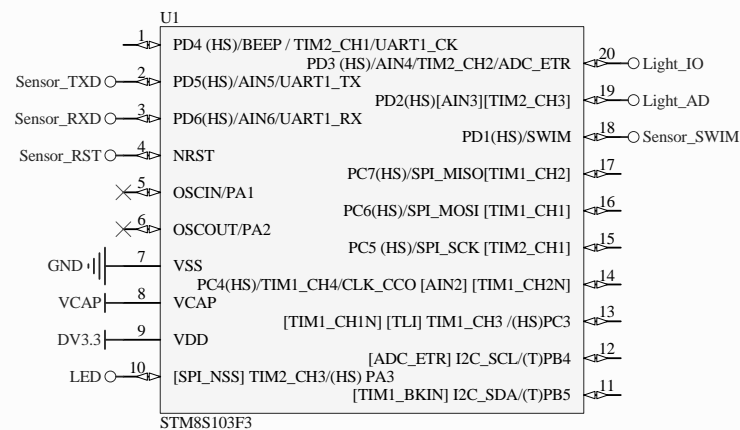 U1
1 PD4 (HS)/BEEP / TIM2_CH1/UART1_CK
PD3 (HS)/AIN4/TIM2_CH2/ADC_ETR 20 Light_IO
Sensor_TXD 2 PD5(HS)/AIN5/UART1_TX
PD2(HS)[AIN3][TIM2_CH3] 19 Light_AD
Sensor_RXD 3 PD6(HS)/AIN6/UART1_RX
PD1(HS)/SWIM 18 Sensor_SWIM
Sensor_RST 4 NRST
PC7(HS)/SPI_MISO[TIM1_CH2] 17
5 OSCIN/PA1
PC6(HS)/SPI_MOSI [TIM1_CH1] 16
6 OSCOUT/PA2
PC5 (HS)/SPI_SCK [TIM2_CH1] 15
GND 7 VSS
PC4(HS)/TIM1_CH4/CLK_CCO [AIN2] [TIM1_CH2N] 14
VCAP 8 VCAP
[TIM1_CH1N] [TLI] TIM1_CH3 /(HS)PC3 13
DV3.3 9 VDD
[ADC_ETR] I2C_SCL/(T)PB4 12
LED 10 [SPI_NSS] TIM2_CH3/(HS) PA3
[TIM1_BKIN] I2C_SDA/(T)PB5 11
STM8S103F3